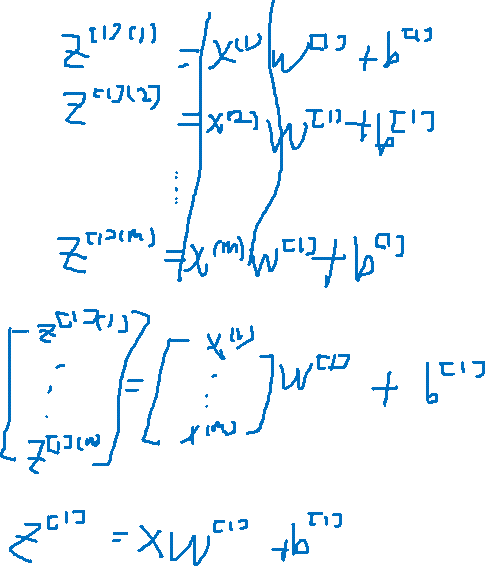 z^[1](1) = x^(1) W^[1] + b^[1]
z^[1](2) = x^(2) W^[1] + b^[1]
⋮
z^[1](m) = x^(m) W^[1] + b^[1]
[z^[1](1) ⋮ z^[1](m)] = [x^(1) ⋮ x^(m)] W^[1] + b^[1]
Z^[1] = XW^[1] + b^[1]